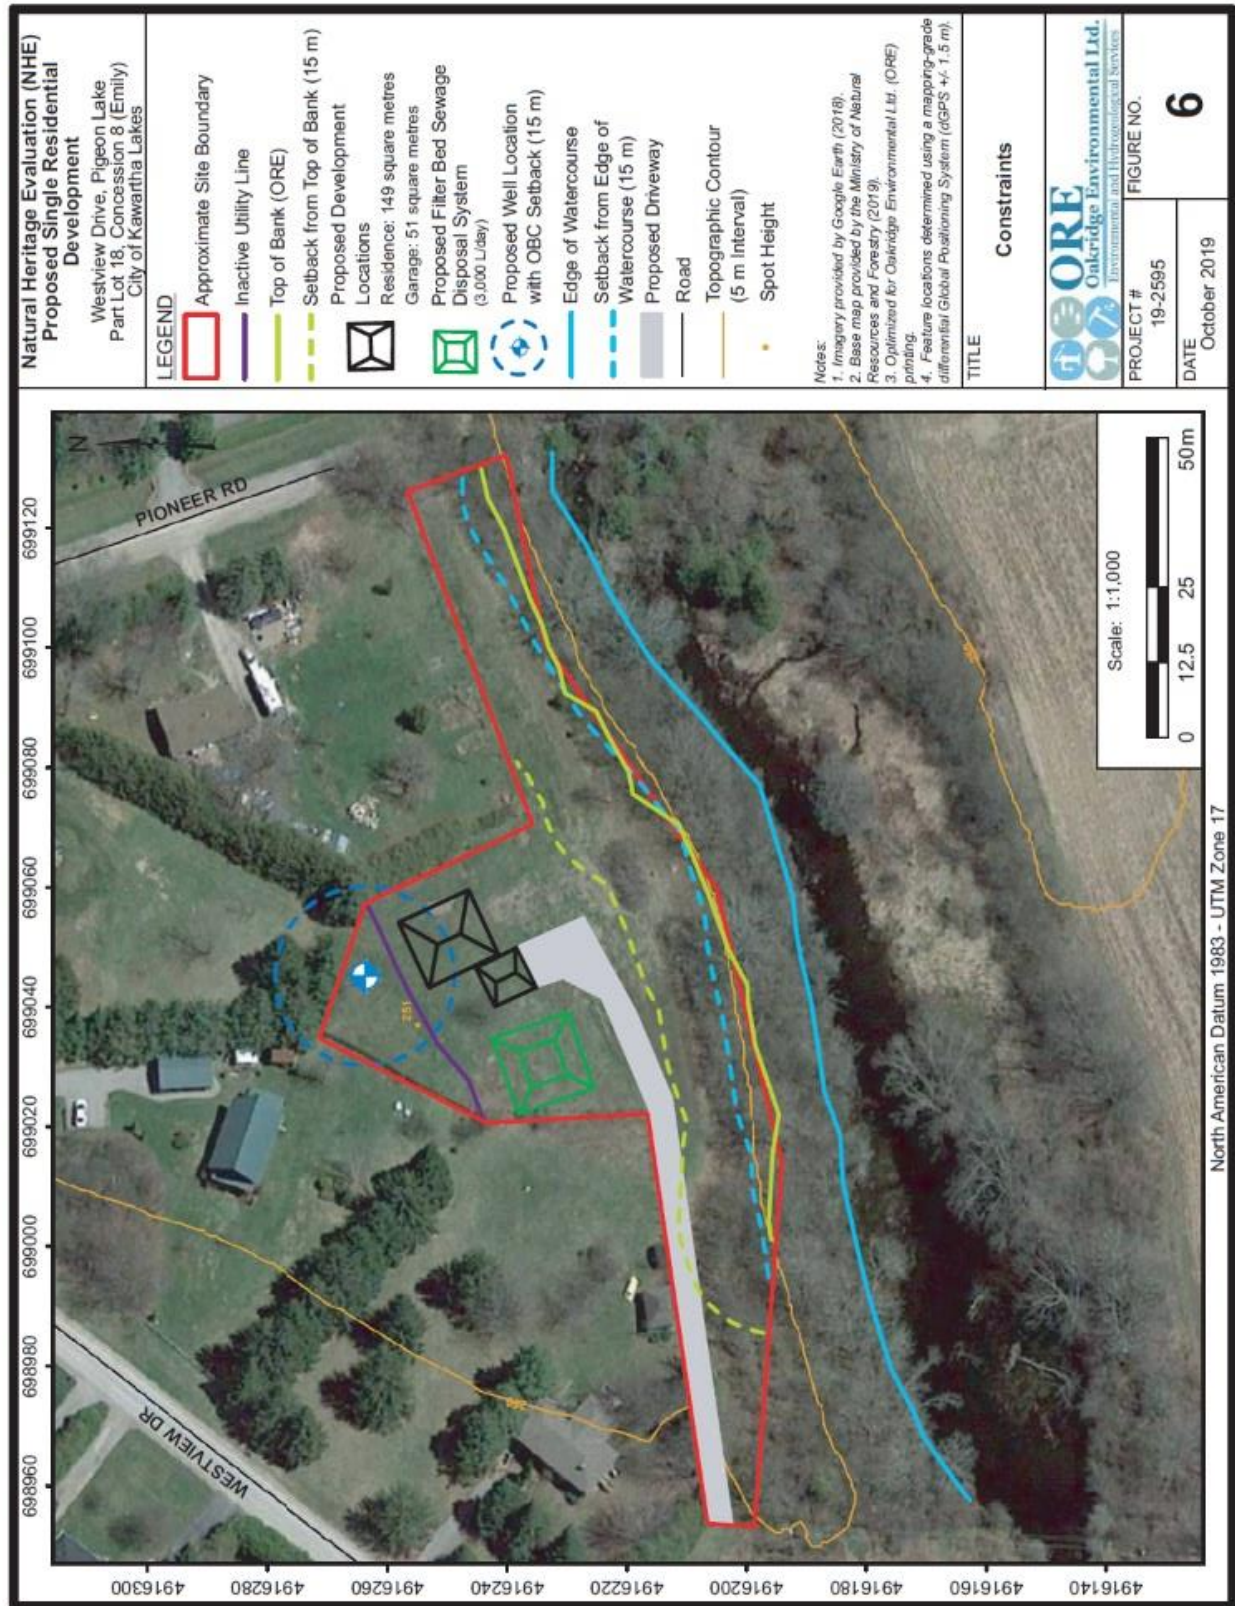 Natural Heritage Evaluation (NHE)
Proposed Single Residential
Development
Westview Drive, Pigeon Lake
Part Lot 18, Concession 8 (Emily)
City of Kawartha Lakes
LEGEND
Approximate Site Boundary
Inactive Utility Line
Top of Bank (ORE)
Setback from Top of Bank (15 m)
Proposed Development
Locations
Residence: 149 square metres
Garage: 51 square metres
Proposed Filter Bed Sewage
Disposal System
(3,000 L/day)
Proposed Well Location
with OBC Setback (15 m)
Edge of Watercourse
Setback from Edge of
Watercourse (15 m)
Proposed Driveway
Road
Topographic Contour
(5 m Interval)
Spot Height
Notes:
1. Imagery provided by Google Earth (2018).
2. Base map provided by the Ministry of Natural
Resources and Forestry (2019).
3. Optimized for Oakridge Environmental Ltd. (ORE)
printing.
4. Feature locations determined using a mapping-grade
differential Global Positioning System (dGPS +/- 1.5 m).
TITLE
Constraints
ORE
Oakridge Environmental Ltd.
Environmental and Hydrogeological Services
PROJECT #
19-2595
FIGURE NO.
6
DATE
October 2019
698960
698980
699000
699020
699040
699060
699080
699100
699120
4916300
4916280
4916260
4916240
4916220
4916200
4916180
4916160
4916140
WESTVIEW DR
PIONEER RD
N
251
Scale: 1:1,000
0 12.5 25 50m
North American Datum 1983 - UTM Zone 17